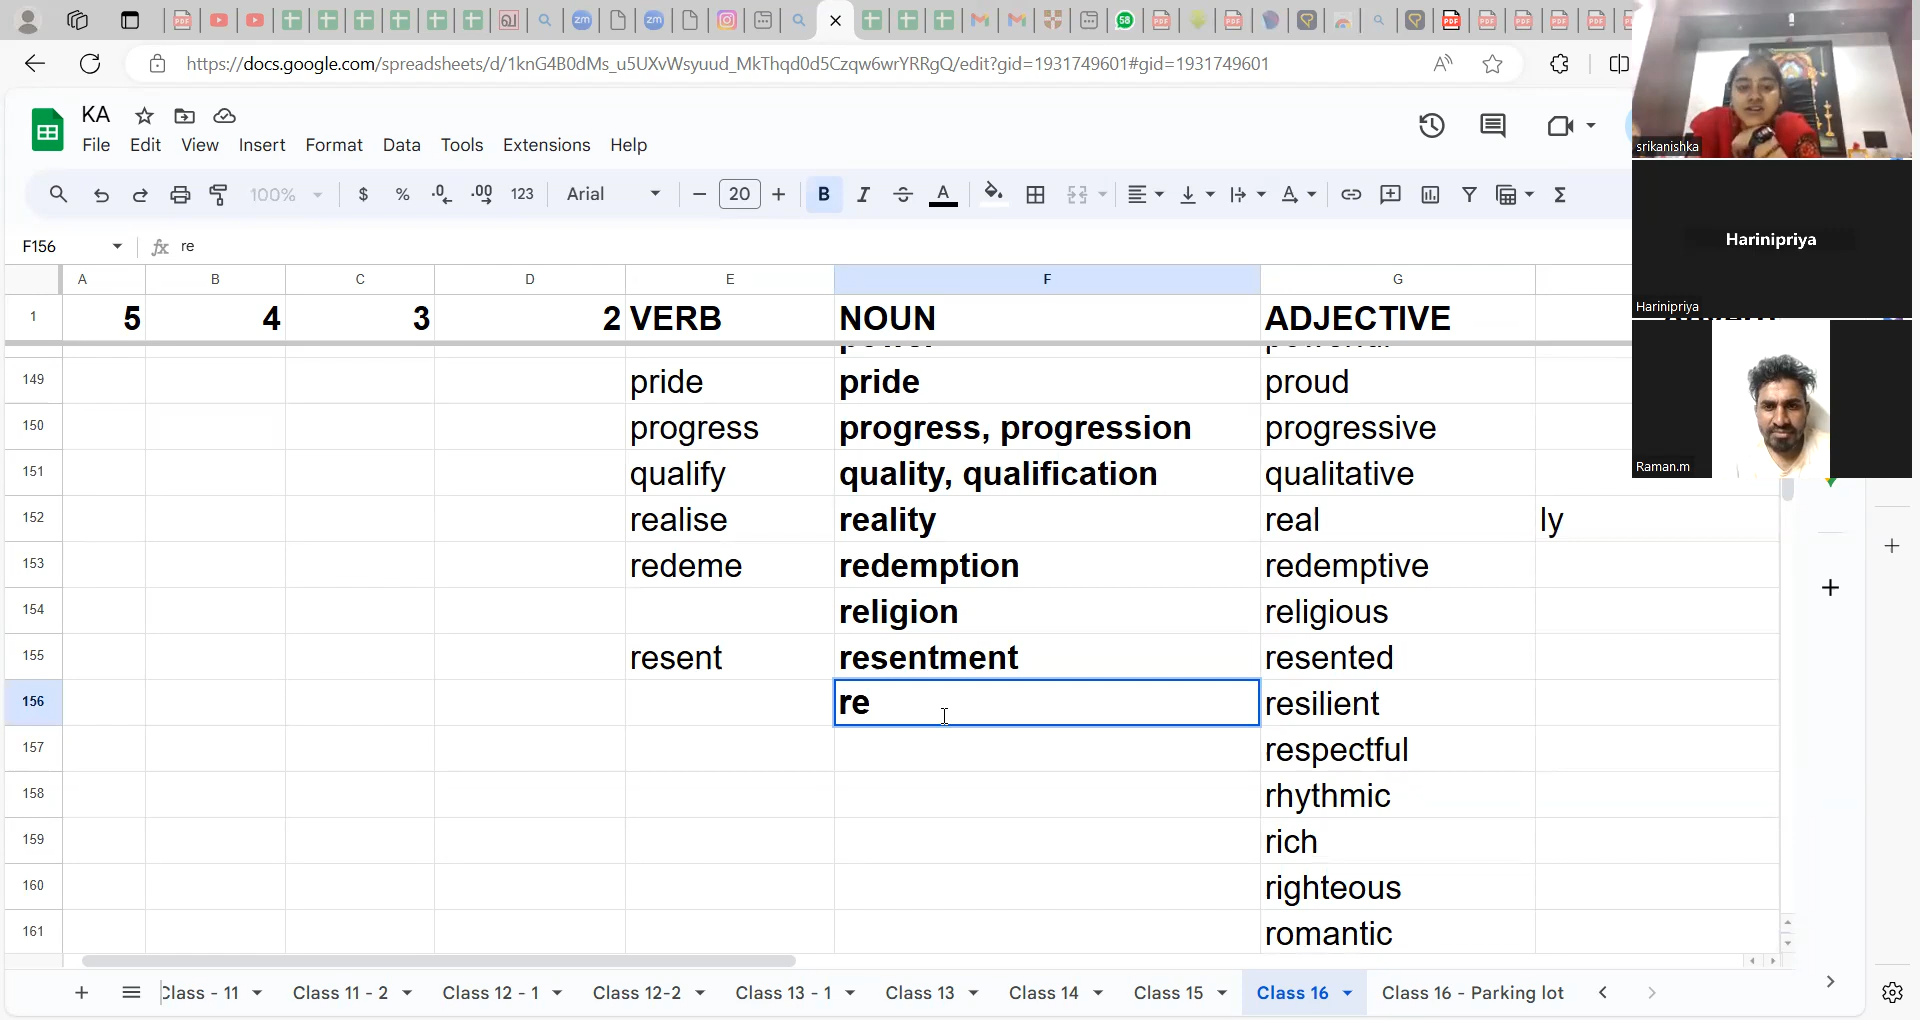 58
https://docs.google.com/spreadsheets/d/1knG4B0dMs_u5UXvWsyuud_MkThqd0d5Czqw6wrYRRgQ/edit?gid=1931749601#gid=1931749601
KA
File Edit View Insert Format Data Tools Extensions Help
100% $ % .0 .00 123 Arial 20 B I A
F156 fx re
A B C D E F G
1 5 4 3 2 VERB NOUN ADJECTIVE
149 pride pride proud
150 progress progress, progression progressive
151 qualify quality, qualification qualitative
152 realise reality real ly
153 redeme redemption redemptive
154 religion religious
155 resent resentment resented
156 re resilient
157 respectful
158 rhythmic
159 rich
160 righteous
161 romantic
Class - 11 Class 11 - 2 Class 12 - 1 Class 12-2 Class 13 - 1 Class 13 Class 14 Class 15 Class 16 Class 16 - Parking lot
srikanishka
Harinipriya
Harinipriya
Raman.m